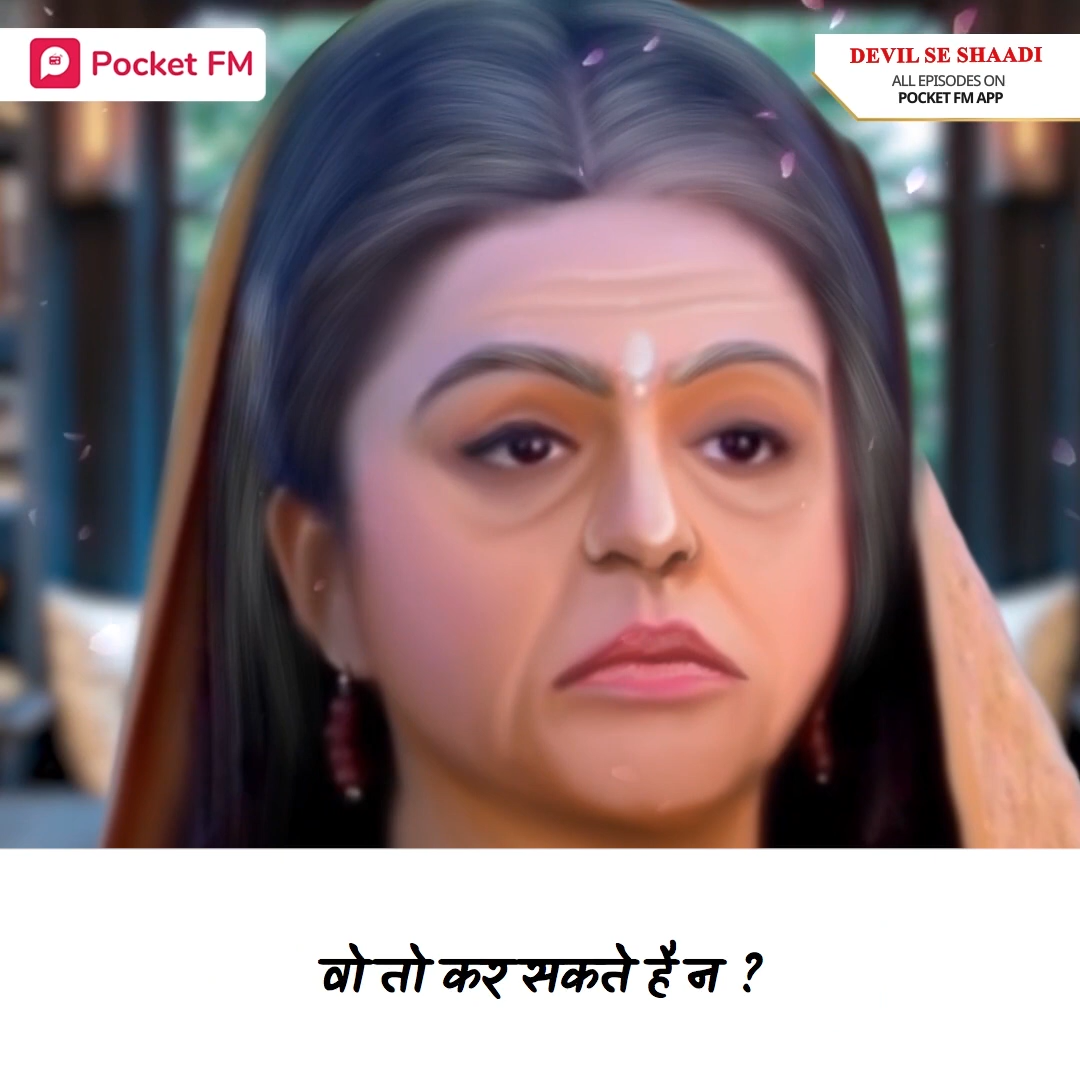 Pocket FM
DEVIL SE SHAADI
ALL EPISODES ON
POCKET FM APP
वो तो कर सकते है न ?